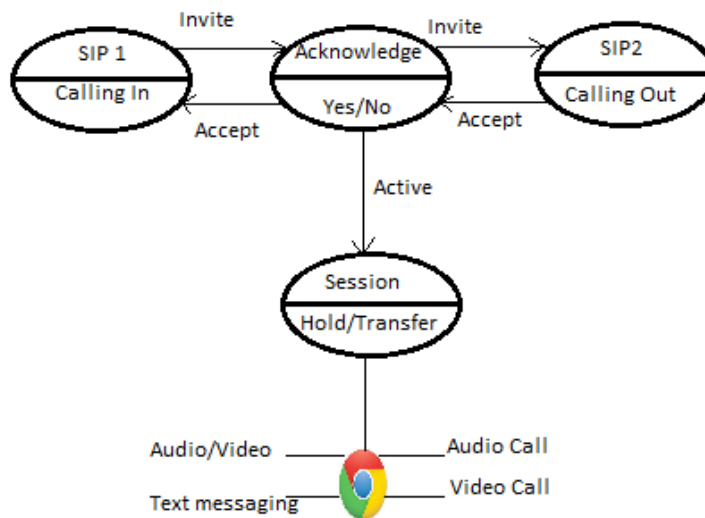 Invite
Invite
SIP 1
Acknowledge
SIP2
Calling In
Yes/No
Calling Out
Accept
Accept
Active
Session
Hold/Transfer
Audio/Video
Audio Call
Text messaging
Video Call